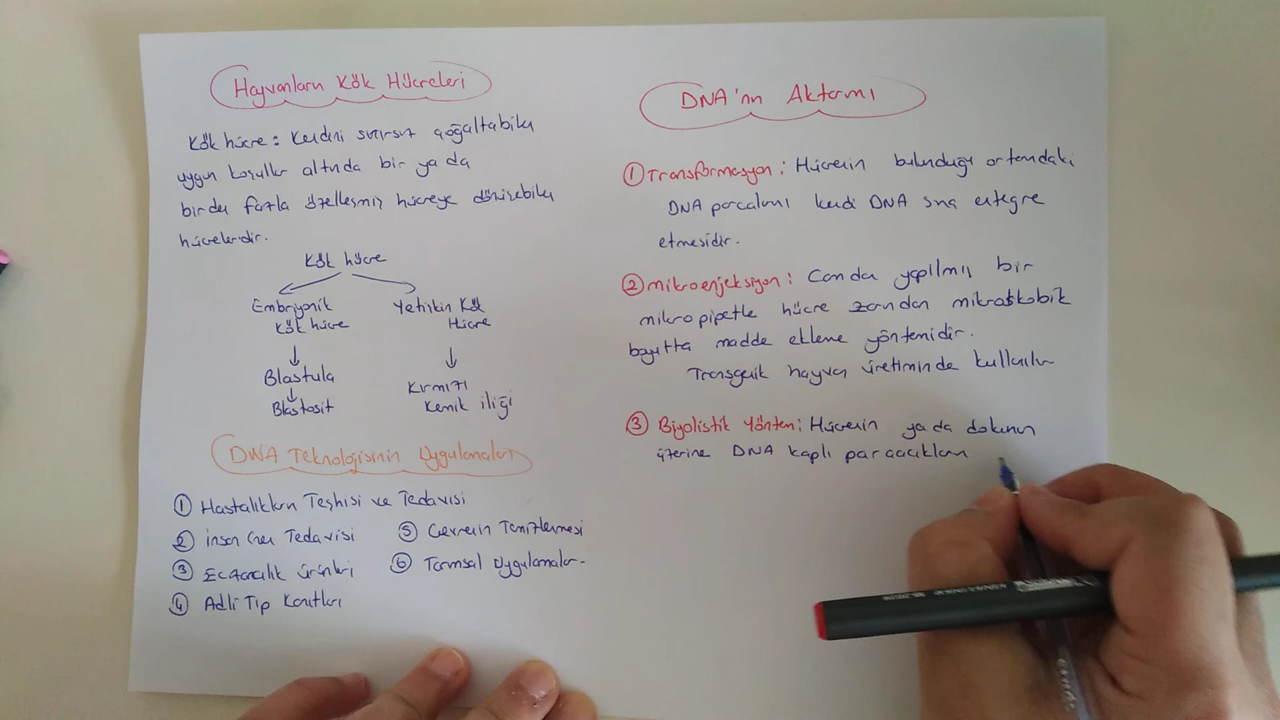 Hayvanların Kök Hücreleri
Kök hücre: Kendini sınırsız çoğaltabilen
uygun koşullar altında bir ya da
birden fazla özelleşmiş hücreye dönüşebilen
hücrelerdir.
Kök hücre
Embriyonik
Kök hücre
Blastula
Blastosit
Yetişkin Kök
Hücre
Kırmızı
Kemik iliği
DNA Teknolojisinin Uygulamaları
① Hastalıkların Teşhisi ve Tedavisi
② insan Gen Tedavisi
③ Eczacılık ürünleri
④ Adli Tıp Kanıtları
⑤ Çevrenin Temizlenmesi
⑥ Tarımsal Uygulamalar.
DNA'nın Aktarımı
① Transformasyon: Hücrenin bulunduğu ortamdaki
DNA parçalarını kendi DNA sına entegre
etmesidir.
② mikroenjeksiyon: Camdan yapılmış bir
mikropipetle hücre zarından mikroskobik
boyutta madde ekleme yöntemidir.
Transgenik hayvan üretiminde kullanılır
③ Biyolistik Yöntem: Hücrenin ya da dokunun
üzerine DNA kaplı parçacıkların